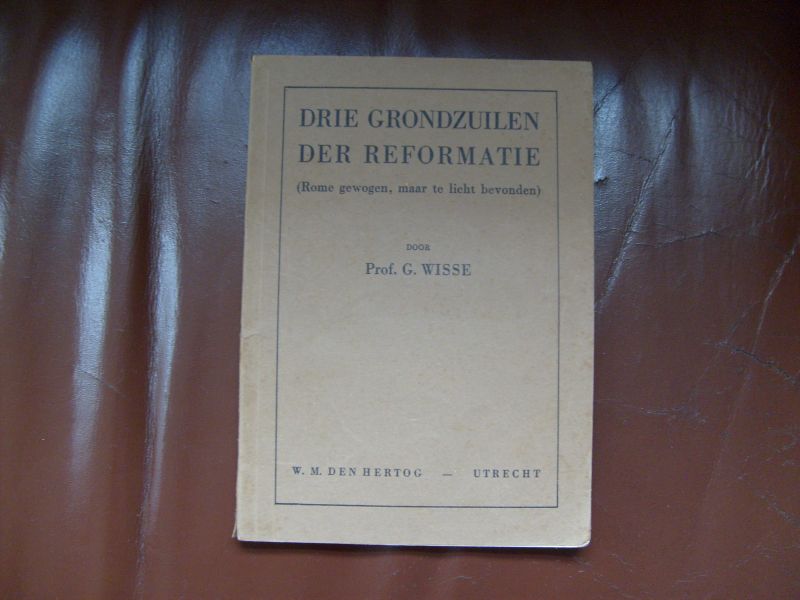 DRIE GRONDZUILEN
DER REFORMATIE
(Rome gewogen, maar te licht bevonden)
DOOR
Prof. G. WISSE
W. M. DEN HERTOG — UTRECHT